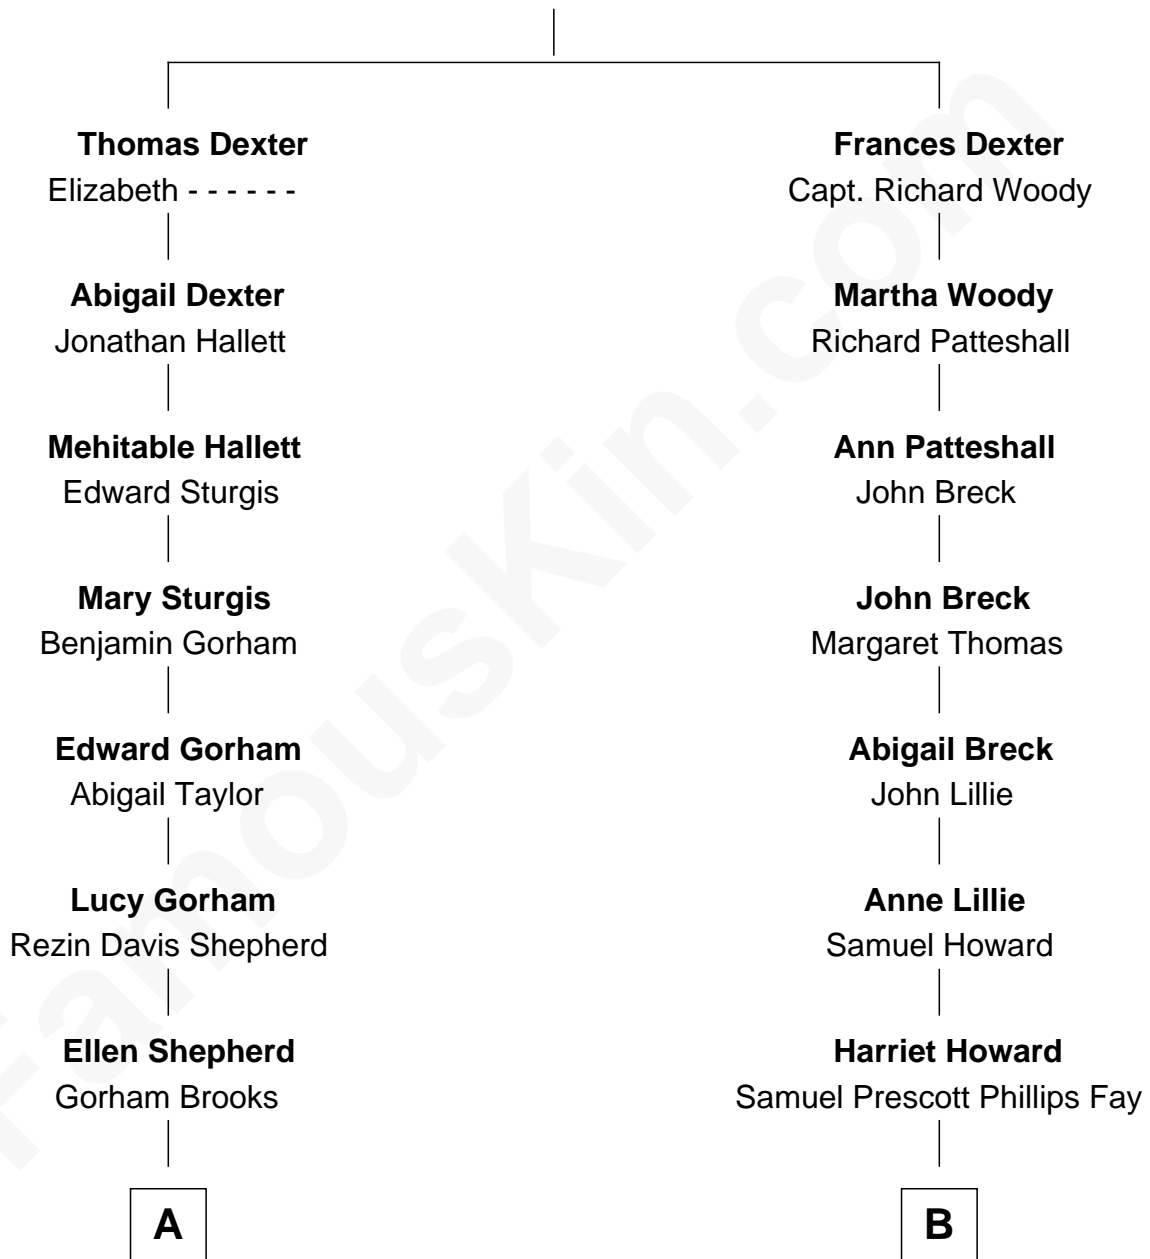 Thomas Dexter
Elizabeth - - - - - -
Frances Dexter
Capt. Richard Woody
Abigail Dexter
Jonathan Hallett
Martha Woody
Richard Patteshall
Mehitable Hallett
Edward Sturgis
Ann Patteshall
John Breck
Mary Sturgis
Benjamin Gorham
John Breck
Margaret Thomas
Edward Gorham
Abigail Taylor
Abigail Breck
John Lillie
Lucy Gorham
Rezin Davis Shepherd
Anne Lillie
Samuel Howard
Ellen Shepherd
Gorham Brooks
Harriet Howard
Samuel Prescott Phillips Fay
A
B
FamousKin.com